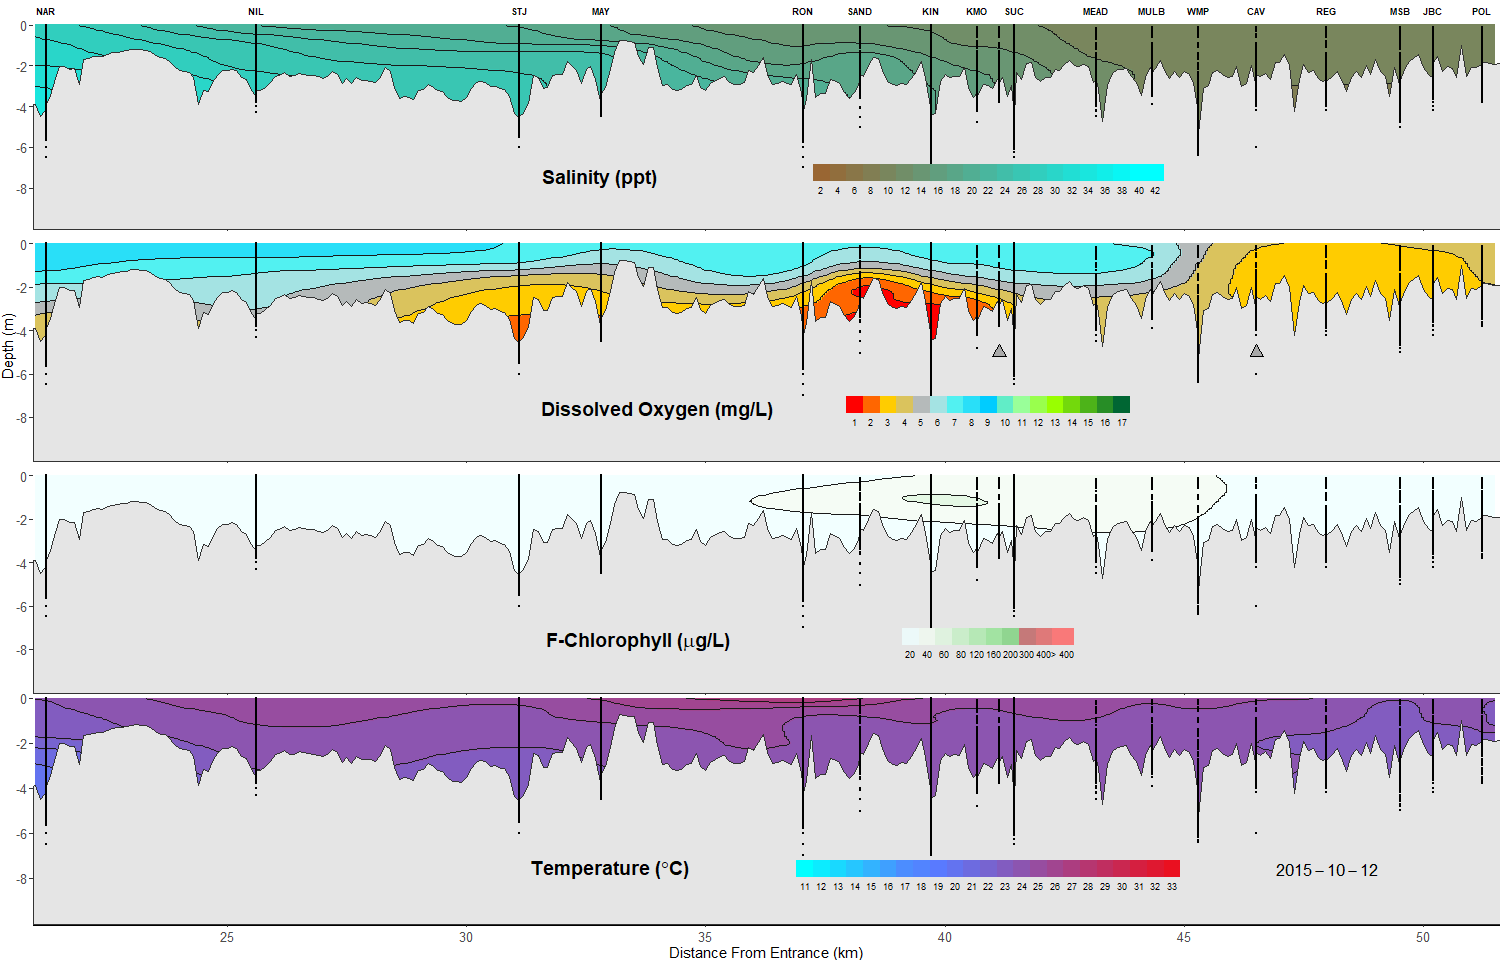 NAR NIL STJ MAY RON SAND KIN KMO SUC MEAD MULB WMP CAV REG MSB JBC POL
0
-2
-4
-6
-8
Salinity (ppt)
2 4 6 8 10 12 14 16 18 20 22 24 26 28 30 32 34 36 38 40 42
0
-2
-4
-6
-8
Depth (m)
Dissolved Oxygen (mg/L)
1 2 3 4 5 6 7 8 9 10 11 12 13 14 15 16 17
0
-2
-4
-6
-8
F-Chlorophyll (μg/L)
20 40 60 80 120 160 200 300 400> 400
0
-2
-4
-6
-8
Temperature (°C)
11 12 13 14 15 16 17 18 19 20 21 22 23 24 25 26 27 28 29 30 31 32 33
2015 – 10 – 12
25 30 35 40 45 50
Distance From Entrance (km)